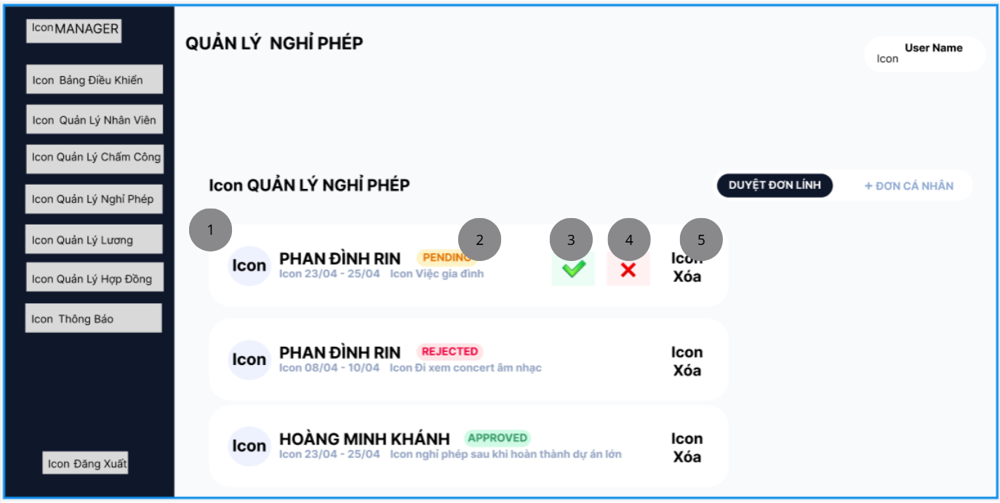 Icon MANAGER
Icon Bảng Điều Khiển
Icon Quản Lý Nhân Viên
Icon Quản Lý Chấm Công
Icon Quản Lý Nghỉ Phép
Icon Quản Lý Lương
Icon Quản Lý Hợp Đồng
Icon Thông Báo
Icon Đăng Xuất
QUẢN LÝ NGHỈ PHÉP
User Name
Icon
Icon QUẢN LÝ NGHỈ PHÉP
DUYỆT ĐƠN LÍNH
+ ĐƠN CÁ NHÂN
1
2
3
4
5
Icon
PHAN ĐÌNH RIN PENDING
Icon 23/04 - 25/04 Icon Việc gia đình
Icon
Xóa
Icon
PHAN ĐÌNH RIN REJECTED
Icon 08/04 - 10/04 Icon Đi xem concert âm nhạc
Icon
Xóa
Icon
HOÀNG MINH KHÁNH APPROVED
Icon 23/04 - 25/04 Icon nghỉ phép sau khi hoàn thành dự án lớn
Icon
Xóa